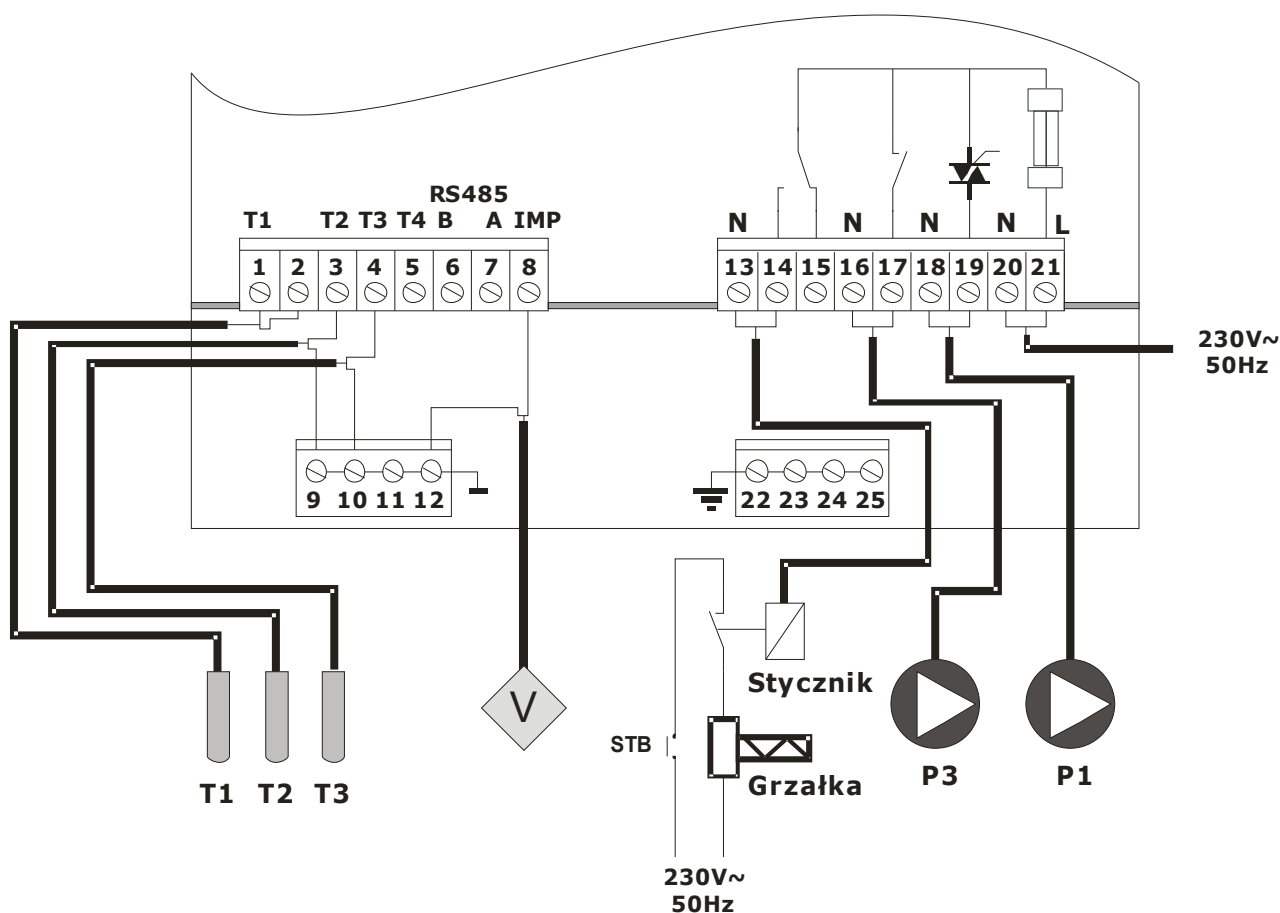 RS485
T1 T2 T3 T4 B A IMP
1 2 3 4 5 6 7 8
N N N N L
13 14 15 16 17 18 19 20 21
230V~
50Hz
9 10 11 12
22 23 24 25
Stycznik
V
STB
Grzałka
T1 T2 T3
P3 P1
230V~
50Hz